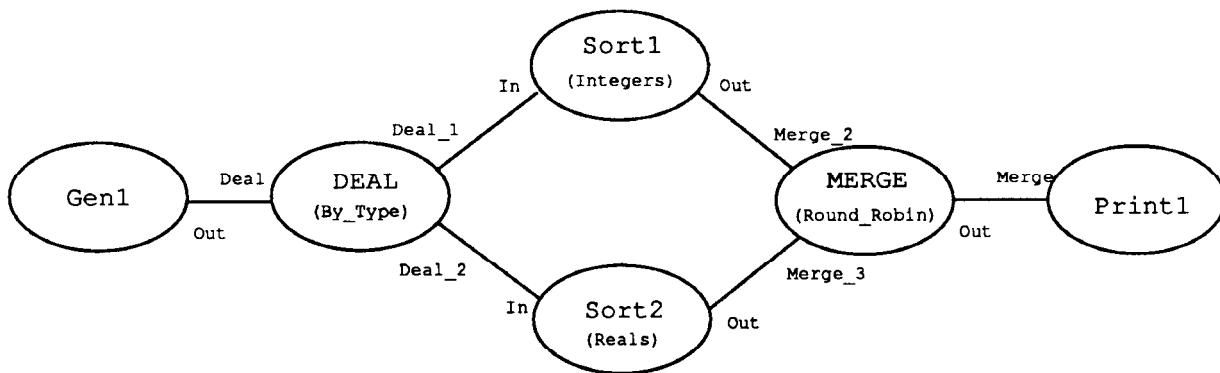 Sort1
(Integers)
In
Out
Deal_1
Merge_2
Gen1
Deal
Out
DEAL
(By_Type)
MERGE
(Round_Robin)
Merge
Out
Print1
Deal_2
Merge_3
In
Sort2
(Reals)
Out